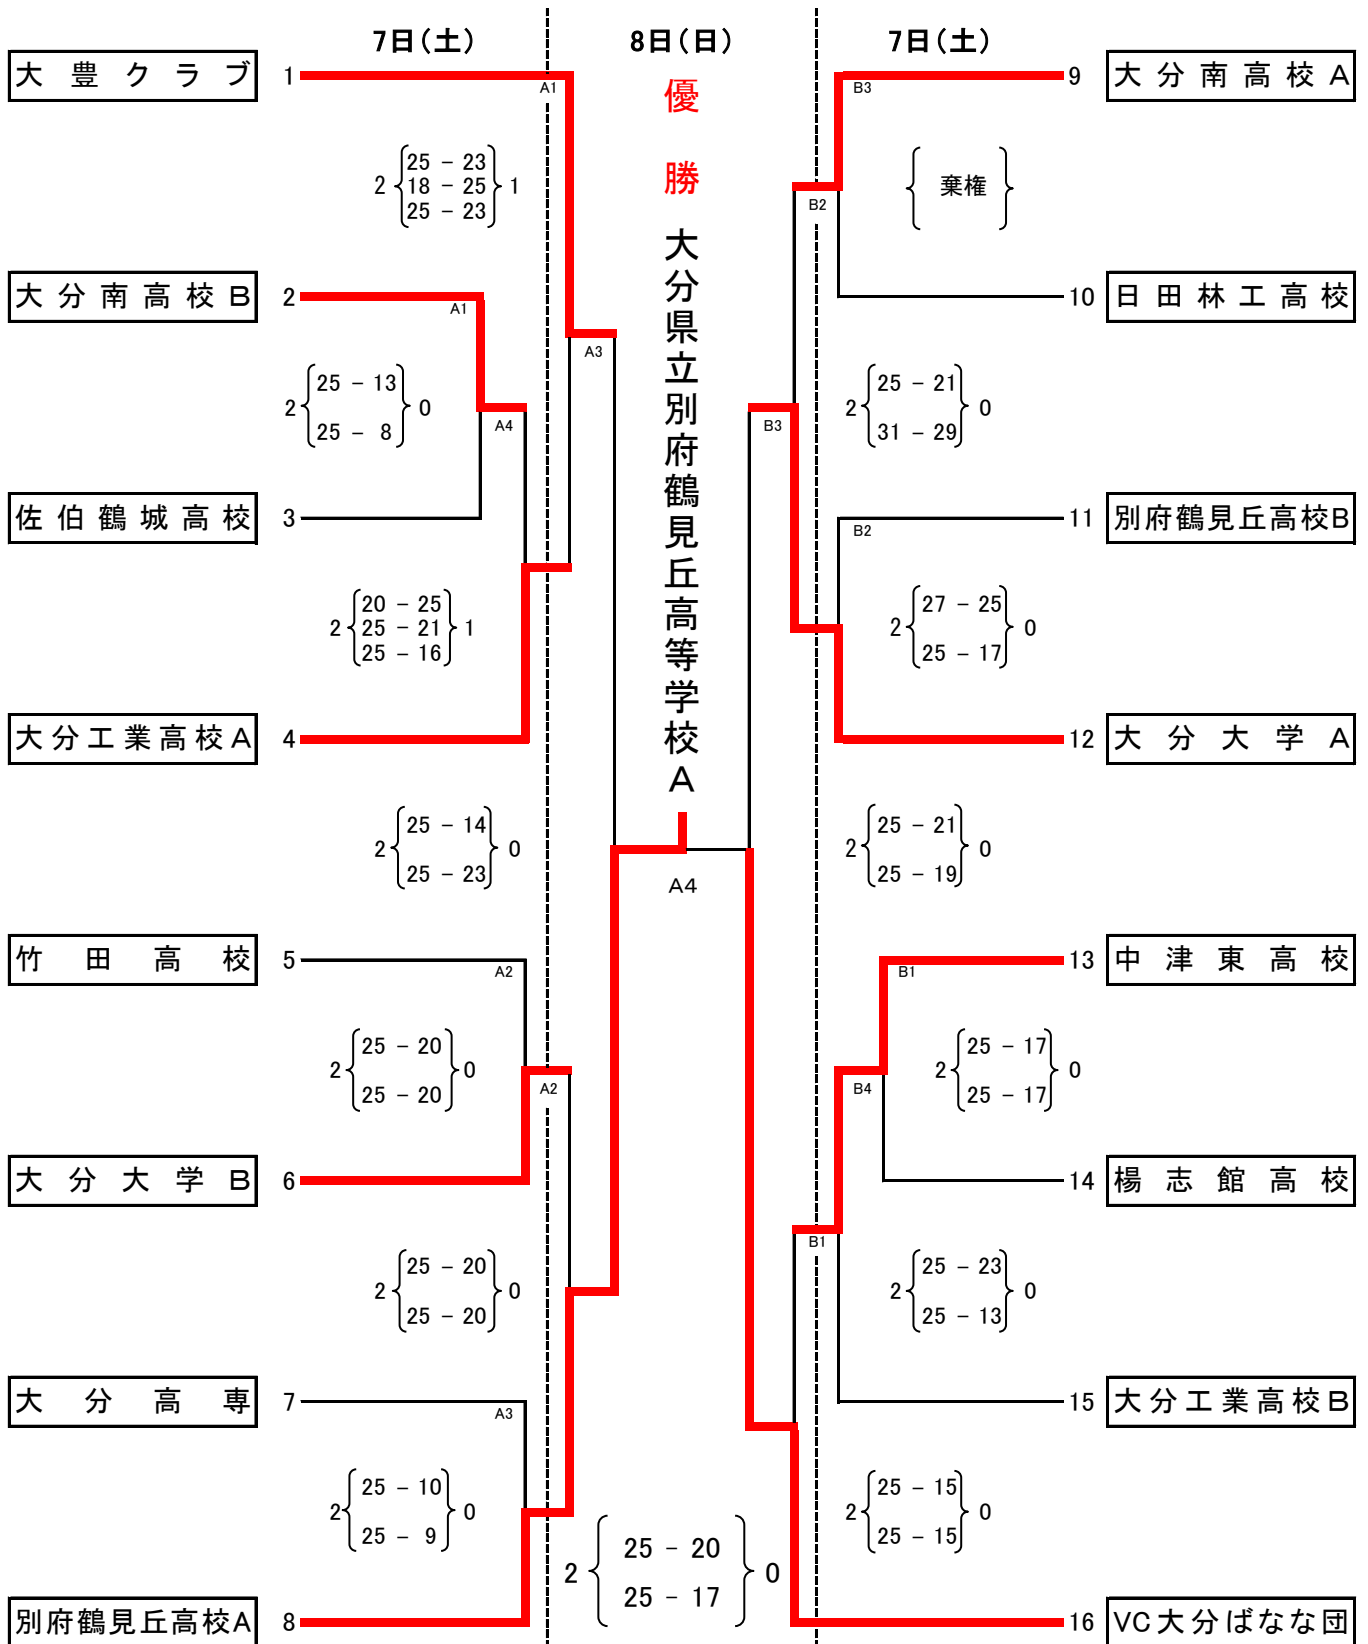 7日(土)
8日(日)
7日(土)
大豊クラブ 1
A1
優勝
大分県立別府鶴見丘高等学校A
B3
9 大分南高校A
2 25 - 23 1
18 - 25
25 - 23
棄権
B2
大分南高校B 2
A1
10 日田林工高校
A3
2 25 - 13 0
25 - 8
A4
B3
2 25 - 21 0
31 - 29
佐伯鶴城高校 3
B2
11 別府鶴見丘高校B
2 20 - 25 1
25 - 21
25 - 16
2 27 - 25 0
25 - 17
大分工業高校A 4
12 大分大学A
2 25 - 14 0
25 - 23
A4
2 25 - 21 0
25 - 19
竹田高校 5
A2
B1
13 中津東高校
2 25 - 20 0
25 - 20
A2
B4
2 25 - 17 0
25 - 17
大分大学B 6
14 楊志館高校
B1
2 25 - 20 0
25 - 20
2 25 - 23 0
25 - 13
大分高専 7
A3
15 大分工業高校B
2 25 - 10 0
25 - 9
2 25 - 20 0
25 - 17
2 25 - 15 0
25 - 15
別府鶴見丘高校A 8
16 VC大分ばなな団